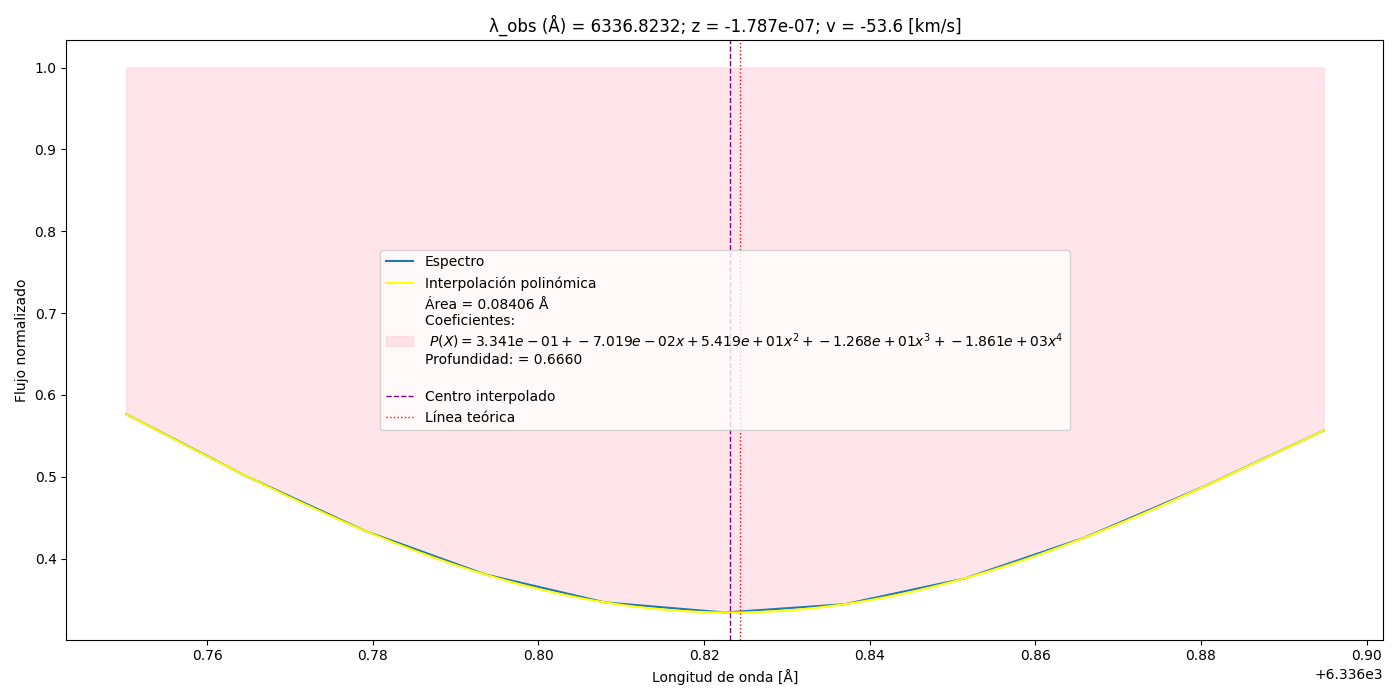 λ_obs (Å) = 6336.8232; z = -1.787e-07; v = -53.6 [km/s]
Flujo normalizado
1.0
0.9
0.8
0.7
0.6
0.5
0.4
Espectro
Interpolación polinómica
Área = 0.08406 Å
Coeficientes:
P(X) = 3.341e − 01 + −7.019e − 02x + 5.419e + 01x² + −1.268e + 01x³ + −1.861e + 03x⁴
Profundidad: = 0.6660
Centro interpolado
Línea teórica
0.76 0.78 0.80 0.82 0.84 0.86 0.88 0.90
Longitud de onda [Å]
+6.336e3